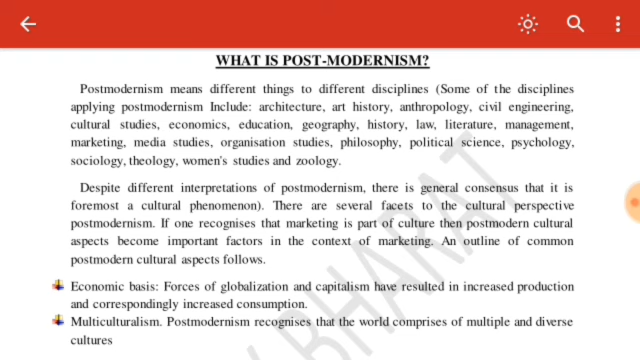 WHAT IS POST-MODERNISM?
Postmodernism means different things to different disciplines (Some of the disciplines
applying postmodernism Include: architecture, art history, anthropology, civil engineering,
cultural studies, economics, education, geography, history, law, literature, management,
marketing, media studies, organisation studies, philosophy, political science, psychology,
sociology, theology, women's studies and zoology.
Despite different interpretations of postmodernism, there is general consensus that it is
foremost a cultural phenomenon). There are several facets to the cultural perspective
postmodernism. If one recognises that marketing is part of culture then postmodern cultural
aspects become important factors in the context of marketing. An outline of common
postmodern cultural aspects follows.
Economic basis: Forces of globalization and capitalism have resulted in increased production
and correspondingly increased consumption.
Multiculturalism. Postmodernism recognises that the world comprises of multiple and diverse
cultures
BHARAT